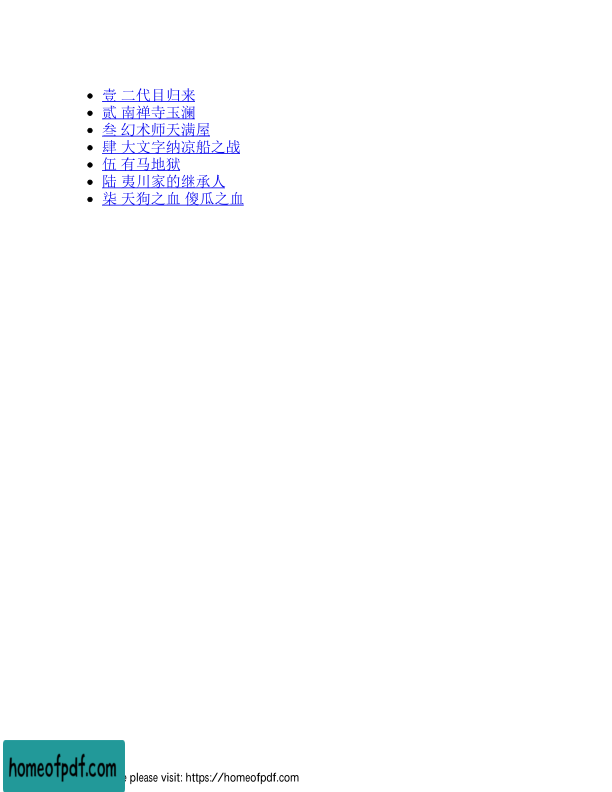 壹 二代目归来
贰 南禅寺玉澜
叁 幻术师天满屋
肆 大文字纳凉船之战
伍 有马地狱
陆 夷川家的继承人
柒 天狗之血 傻瓜之血
homeofpdf.com
e please visit: https://homeofpdf.com